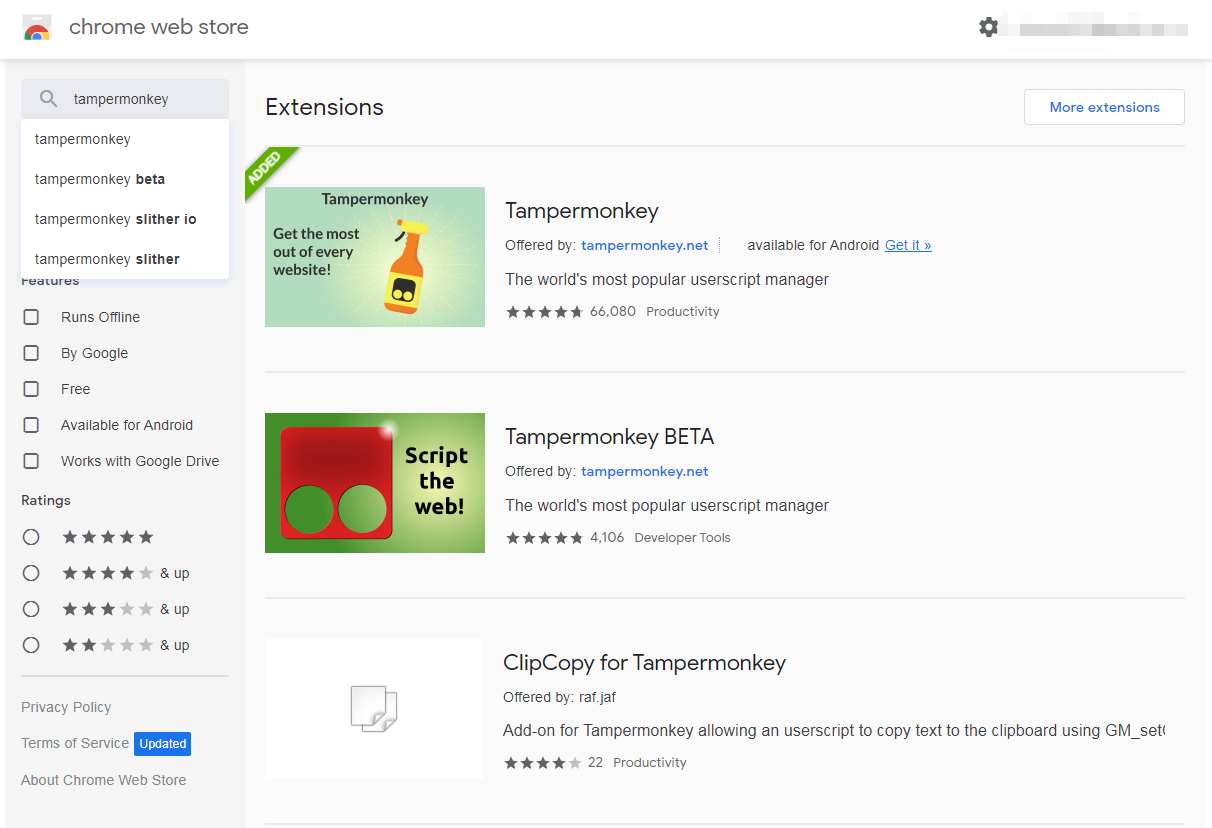 chrome web store
tampermonkey
tampermonkey
tampermonkey beta
tampermonkey slither io
tampermonkey slither
Features
Runs Offline
By Google
Free
Available for Android
Works with Google Drive
Ratings
& up
& up
& up
Privacy Policy
Terms of Service Updated
About Chrome Web Store
Extensions
More extensions
ADDED
Tampermonkey
Get the most
out of every
website!
Tampermonkey
Offered by: tampermonkey.net available for Android Get it »
The world's most popular userscript manager
66,080 Productivity
Script
the
web!
Tampermonkey BETA
Offered by: tampermonkey.net
The world's most popular userscript manager
4,106 Developer Tools
ClipCopy for Tampermonkey
Offered by: raf.jaf
Add-on for Tampermonkey allowing an userscript to copy text to the clipboard using GM_set
22 Productivity